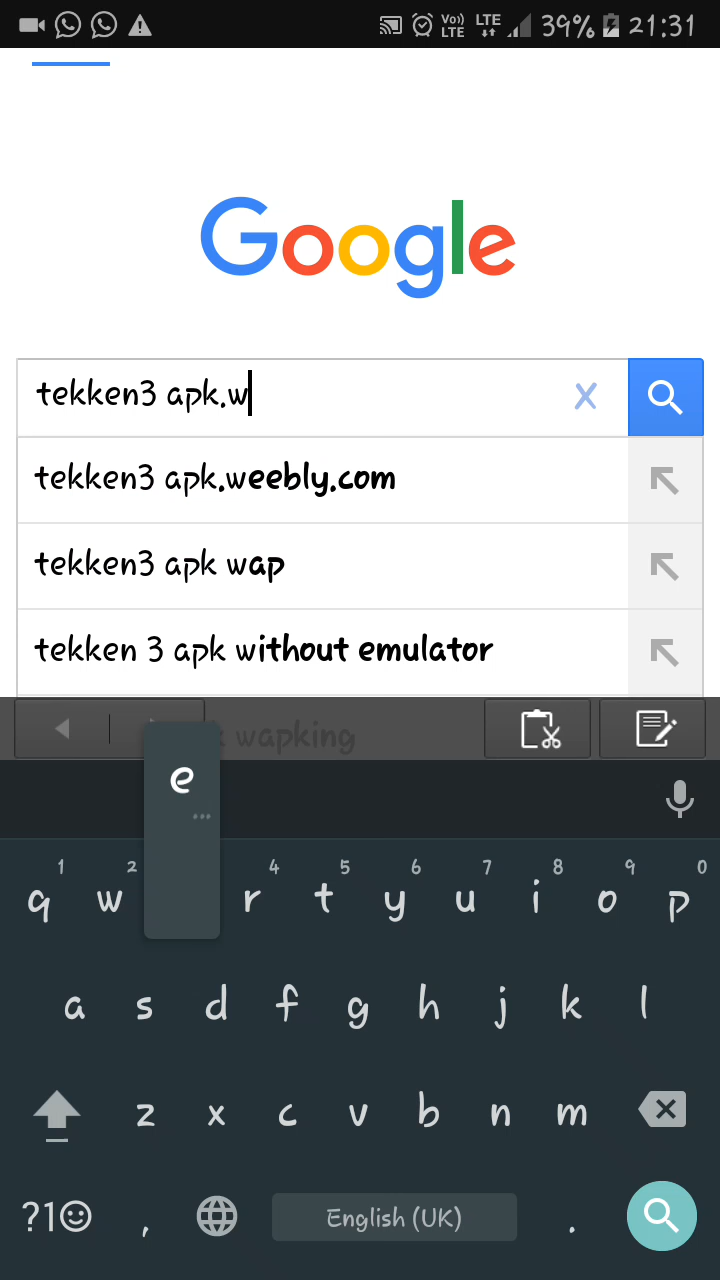 Vo)) LTE LTE 39% 21:31
Google
tekken3 apk.w
tekken3 apk.weebly.com
tekken3 apk wap
tekken 3 apk without emulator
wapking
e
1 2 4 5 6 7 8 9 0
q w r t y u i o p
a s d f g h j k l
z x c v b n m
?1 , English (UK) .